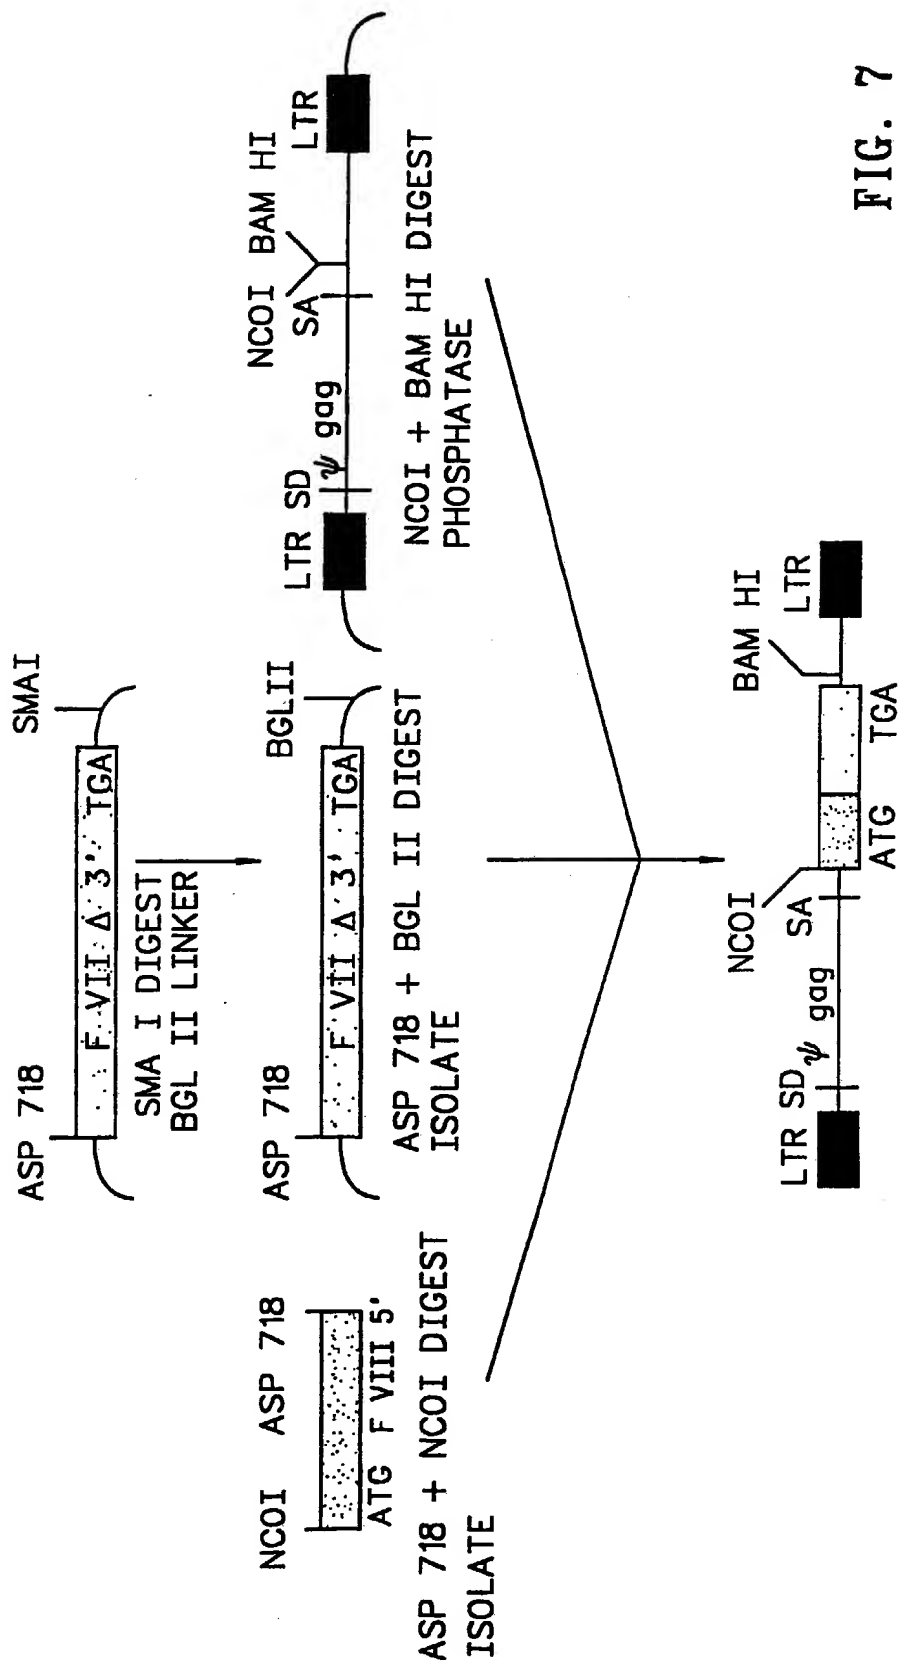 ASP 718
SMAI
F VII Δ 3' TGA
SMA I DIGEST
BGL II LINKER
NCOI ASP 718
ATG F VIII 5'
ASP 718 + NCOI DIGEST
ISOLATE
ASP 718
BGLII
F VII Δ 3' TGA
ASP 718 + BGL II DIGEST
ISOLATE
NCOI BAM HI
LTR SD ψ gag SA LTR
NCOI + BAM HI DIGEST
PHOSPHATASE
NCOI BAM HI
LTR SD ψ gag SA LTR
ATG TGA
FIG. 7